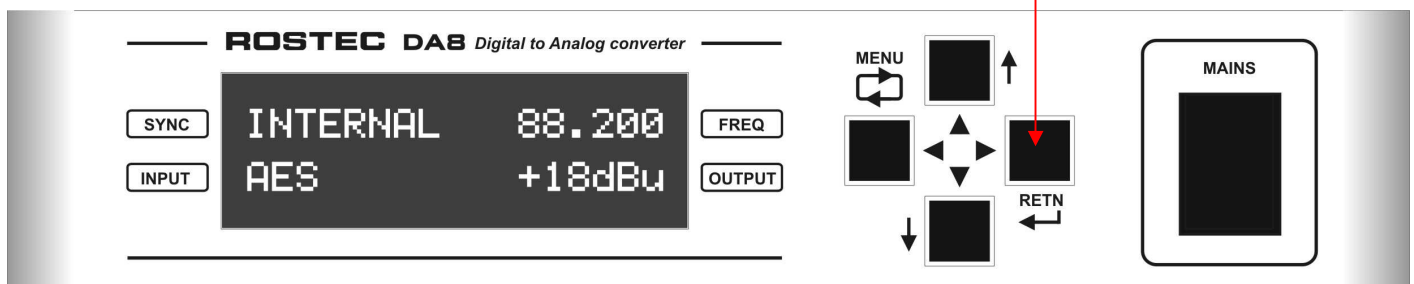 ROSTEC DA8 Digital to Analog converter
SYNC INTERNAL 88.200 FREQ
INPUT AES +18dBu OUTPUT
MENU
RETN
MAINS